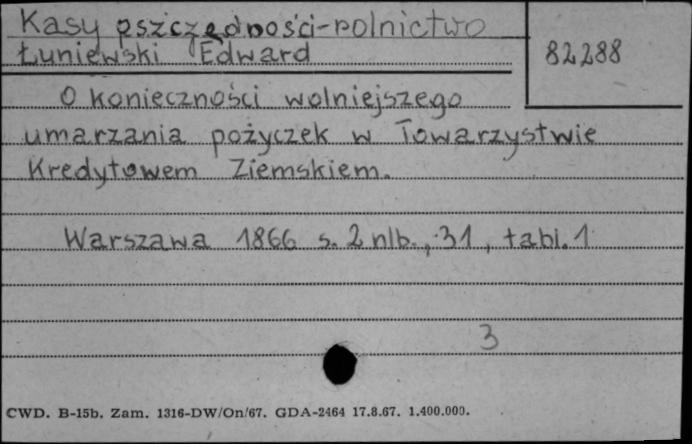 Kasy oszczędności-rolnictwo
Łuniewski Edward
82288
O konieczności wolniejszego
umarzania pożyczek w Towarzystwie
Kredytowem Ziemskiem.
Warszawa 1866 s. 2 nlb., 31, tabl. 1
3
CWD. B-15b. Zam. 1316-DW/On/67. GDA-2464 17.8.67. 1.400.000.